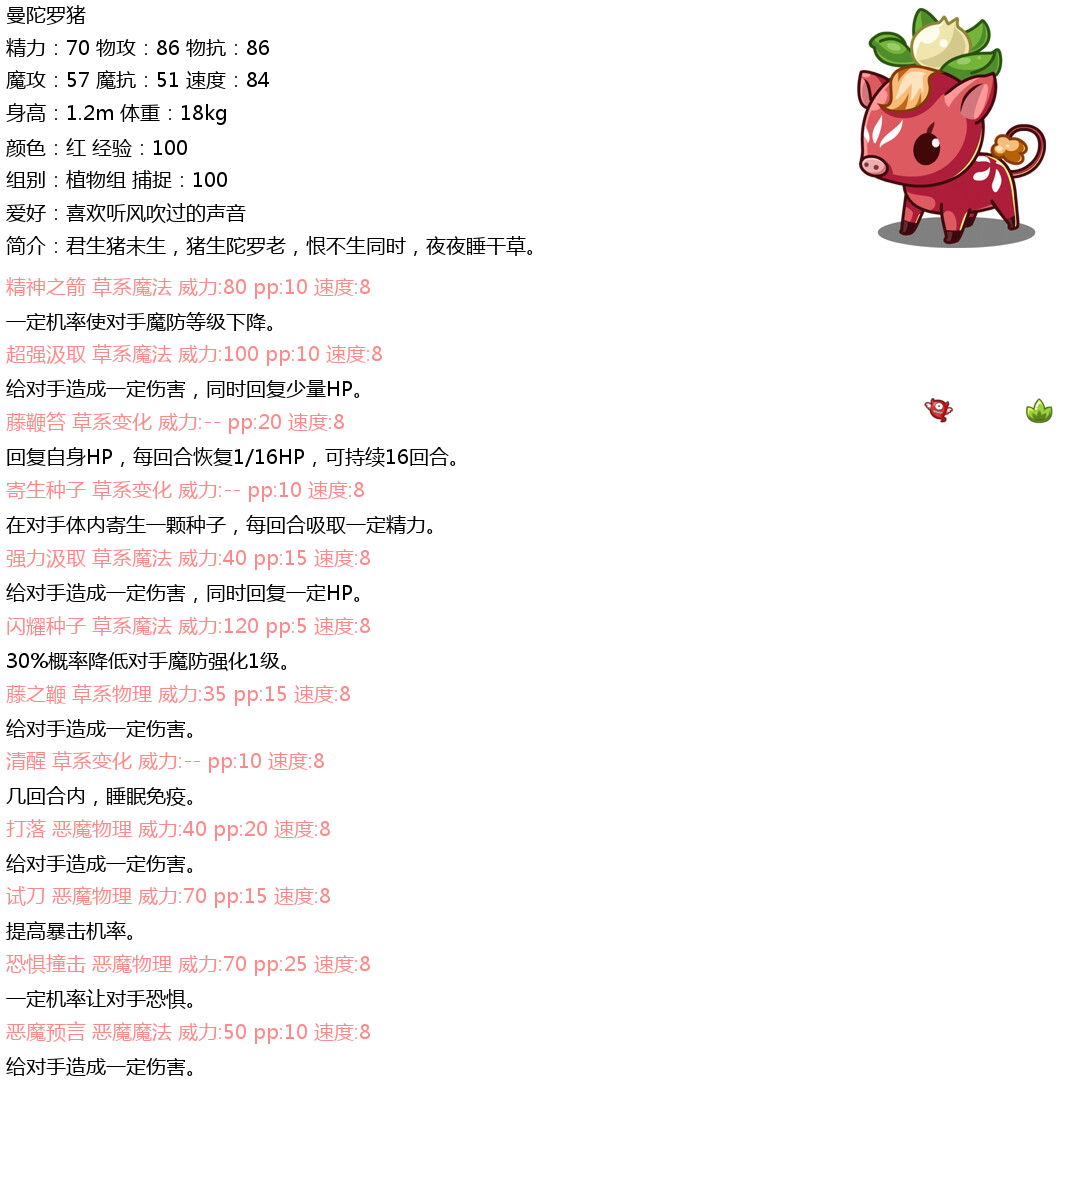 曼陀罗猪
精力：70 物攻：86 物抗：86
魔攻：57 魔抗：51 速度：84
身高：1.2m 体重：18kg
颜色：红 经验：100
组别：植物组 捕捉：100
爱好：喜欢听风吹过的声音
简介：君生猪未生，猪生陀罗老，恨不生同时，夜夜睡干草。
精神之箭 草系魔法 威力:80 pp:10 速度:8
一定机率使对手魔防等级下降。
超强汲取 草系魔法 威力:100 pp:10 速度:8
给对手造成一定伤害，同时回复少量HP。
藤鞭笞 草系变化 威力:-- pp:20 速度:8
回复自身HP，每回合恢复1/16HP，可持续16回合。
寄生种子 草系变化 威力:-- pp:10 速度:8
在对手体内寄生一颗种子，每回合吸取一定精力。
强力汲取 草系魔法 威力:40 pp:15 速度:8
给对手造成一定伤害，同时回复一定HP。
闪耀种子 草系魔法 威力:120 pp:5 速度:8
30%概率降低对手魔防强化1级。
藤之鞭 草系物理 威力:35 pp:15 速度:8
给对手造成一定伤害。
清醒 草系变化 威力:-- pp:10 速度:8
几回合内，睡眠免疫。
打落 恶魔物理 威力:40 pp:20 速度:8
给对手造成一定伤害。
试刀 恶魔物理 威力:70 pp:15 速度:8
提高暴击机率。
恐惧撞击 恶魔物理 威力:70 pp:25 速度:8
一定机率让对手恐惧。
恶魔预言 恶魔魔法 威力:50 pp:10 速度:8
给对手造成一定伤害。